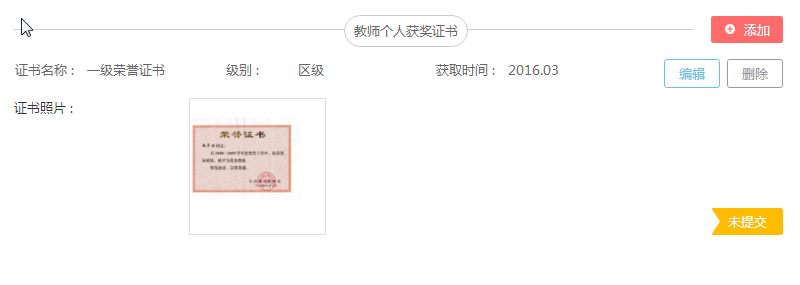 教师个人获奖证书
添加
证书名称： 一级荣誉证书 级别： 区级 获取时间： 2016.03 编辑 删除
证书照片：
荣誉证书
未提交